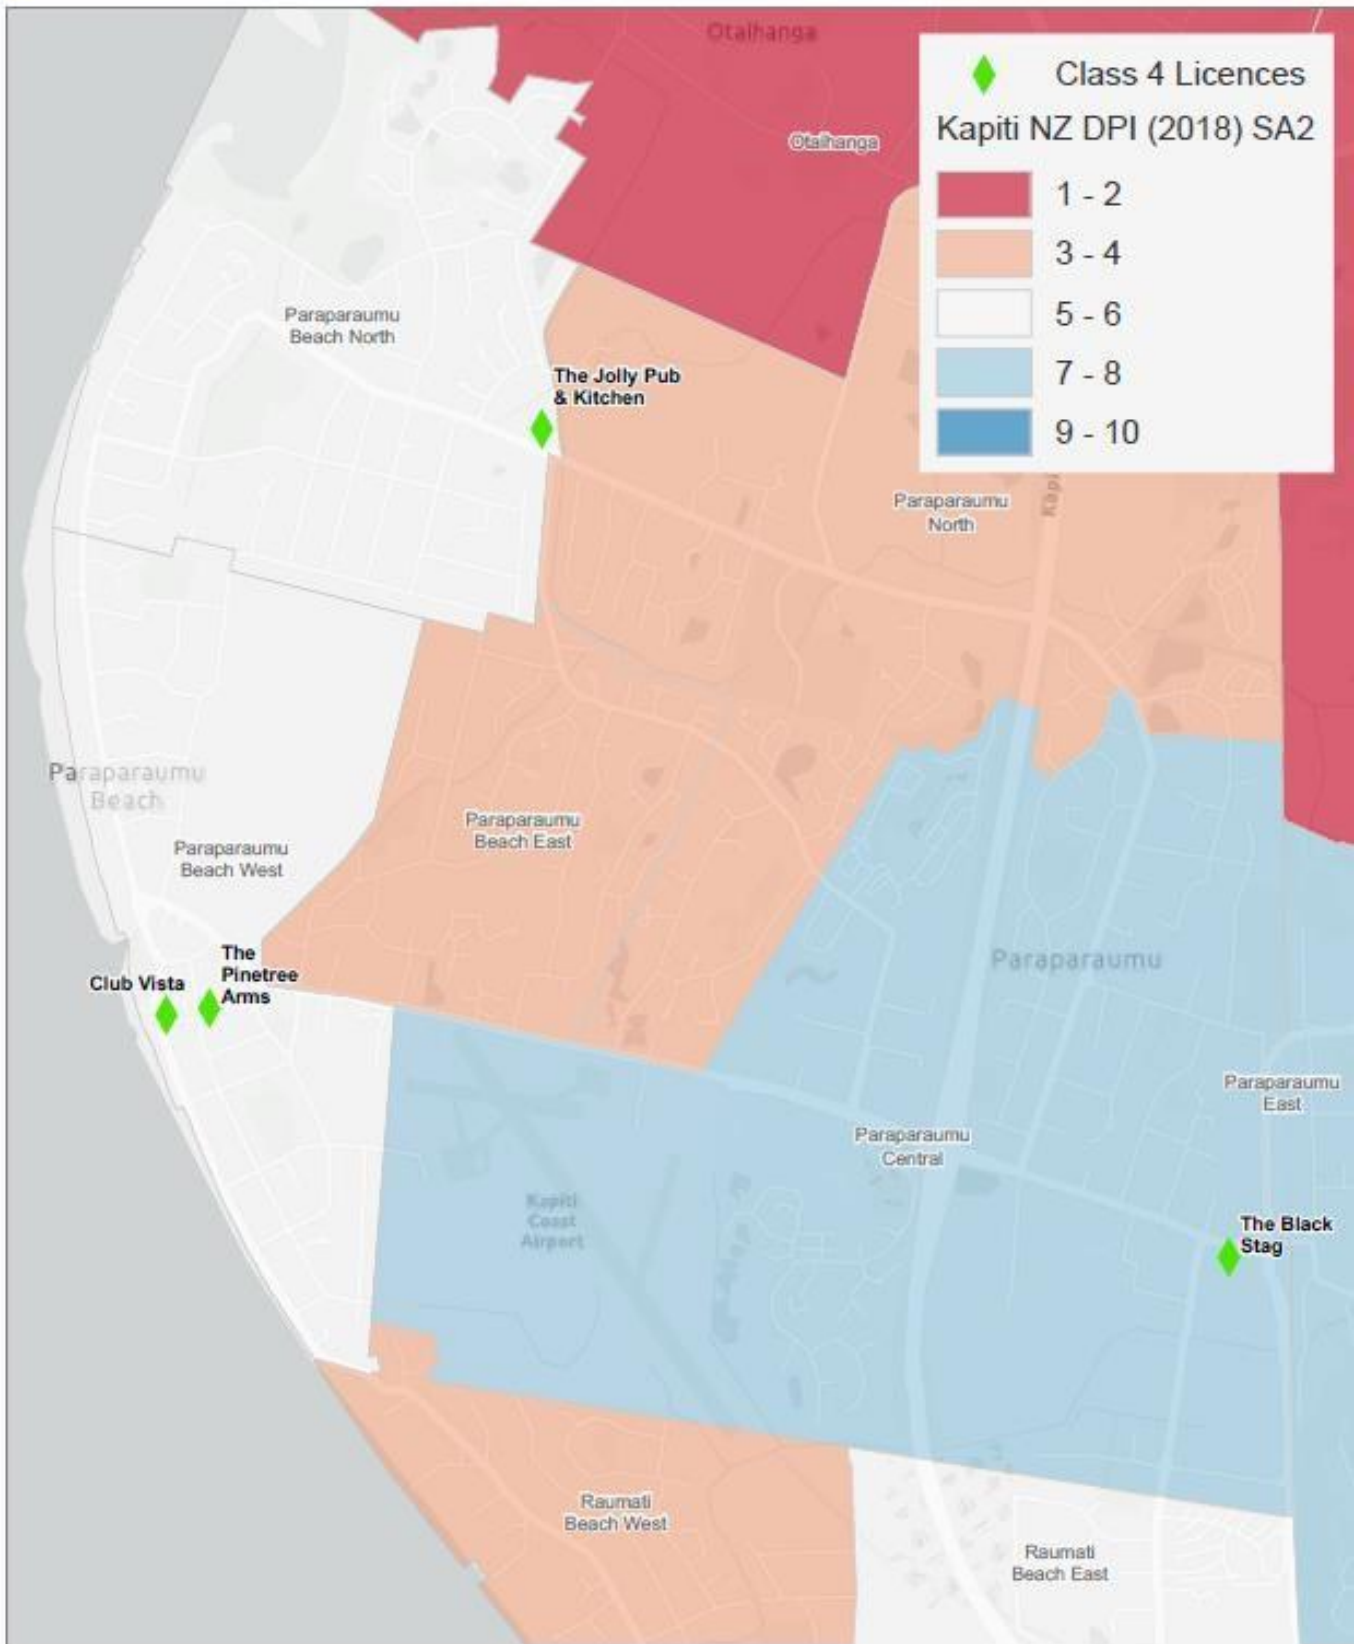 Otaihanga
Otaihanga
Class 4 Licences
Kapiti NZ DPI (2018) SA2
1 - 2
3 - 4
5 - 6
7 - 8
9 - 10
Paraparaumu
Beach North
The Jolly Pub
& Kitchen
Paraparaumu
North
Kapi
Paraparaumu
Beach
Paraparaumu
Beach East
Paraparaumu
Beach West
The
Pinetree
Arms
Club Vista
Paraparaumu
Paraparaumu
East
Paraparaumu
Central
Kapiti
Coast
Airport
The Black
Stag
Raumati
Beach West
Raumati
Beach East